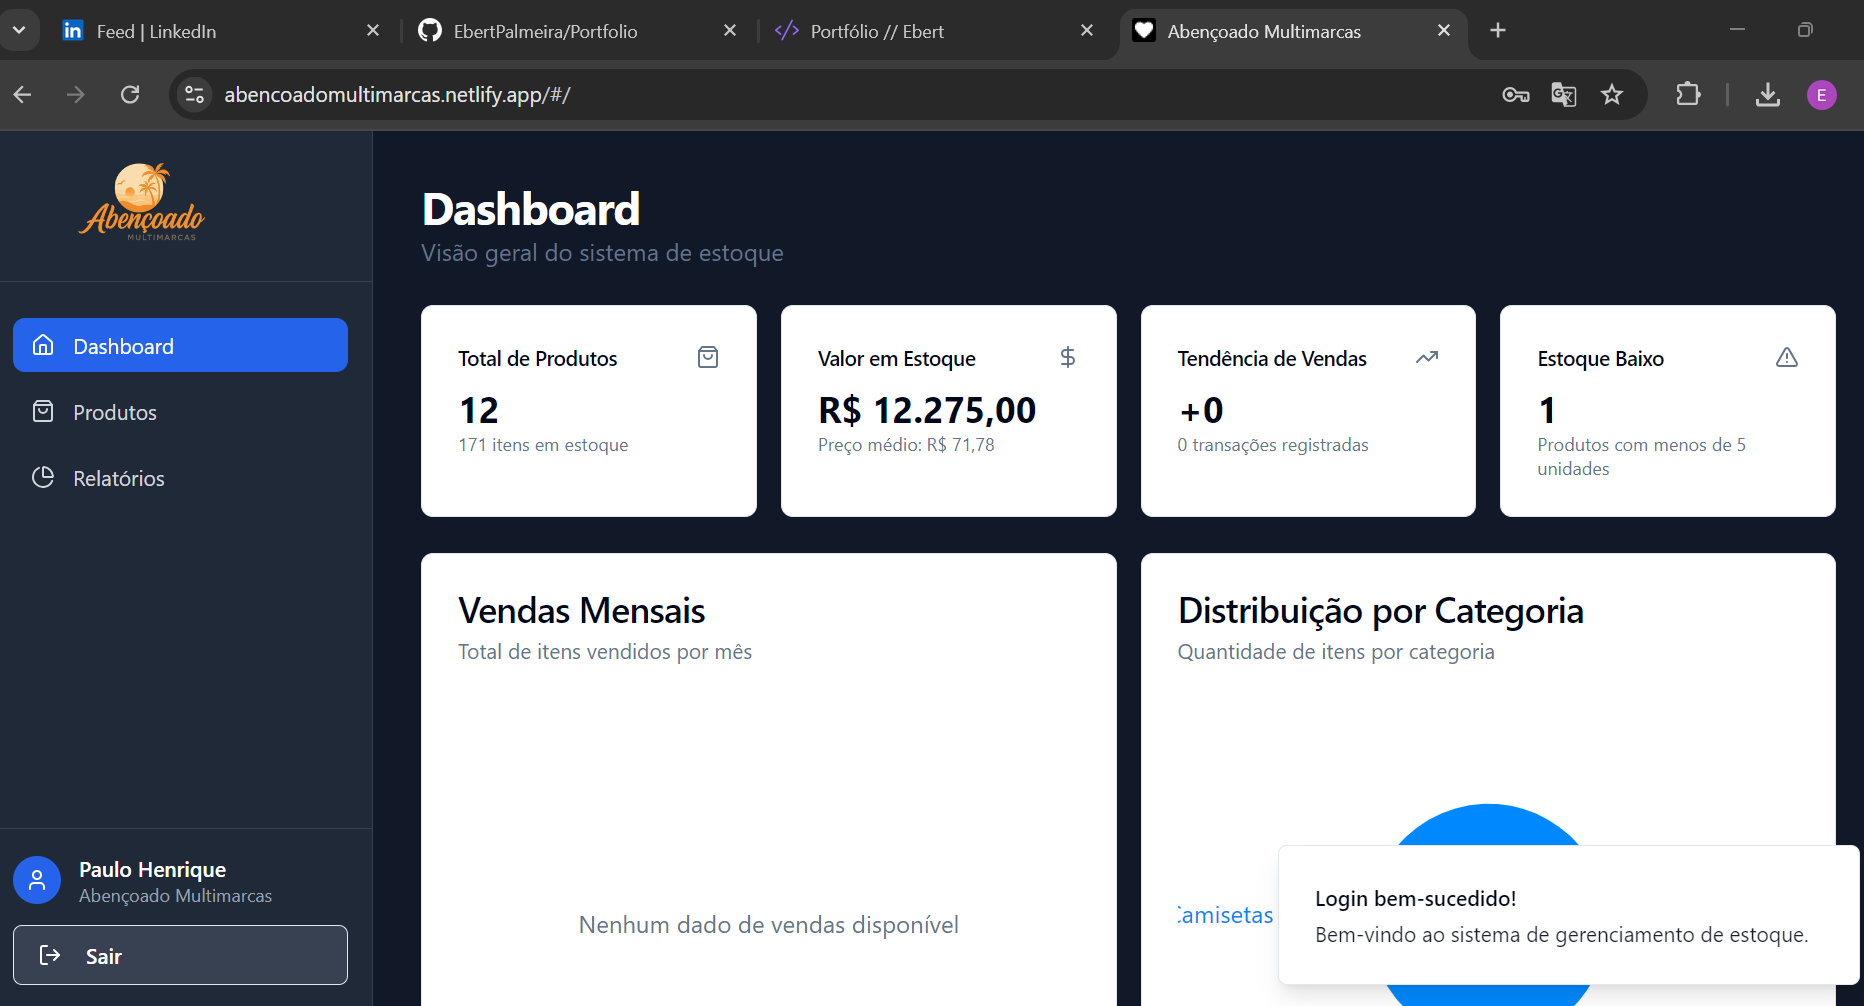 Feed | LinkedIn
EbertPalmeira/Portfolio
Portfólio // Ebert
Abençoado Multimarcas
abencoadomultimarcas.netlify.app/#/
E
Abençoado
MULTIMARCAS
Dashboard
Produtos
Relatórios
Paulo Henrique
Abençoado Multimarcas
Sair
Dashboard
Visão geral do sistema de estoque
Total de Produtos
12
171 itens em estoque
Valor em Estoque
R$ 12.275,00
Preço médio: R$ 71,78
Tendência de Vendas
+0
0 transações registradas
Estoque Baixo
1
Produtos com menos de 5
unidades
Vendas Mensais
Total de itens vendidos por mês
Nenhum dado de vendas disponível
Distribuição por Categoria
Quantidade de itens por categoria
Camisetas
Login bem-sucedido!
Bem-vindo ao sistema de gerenciamento de estoque.